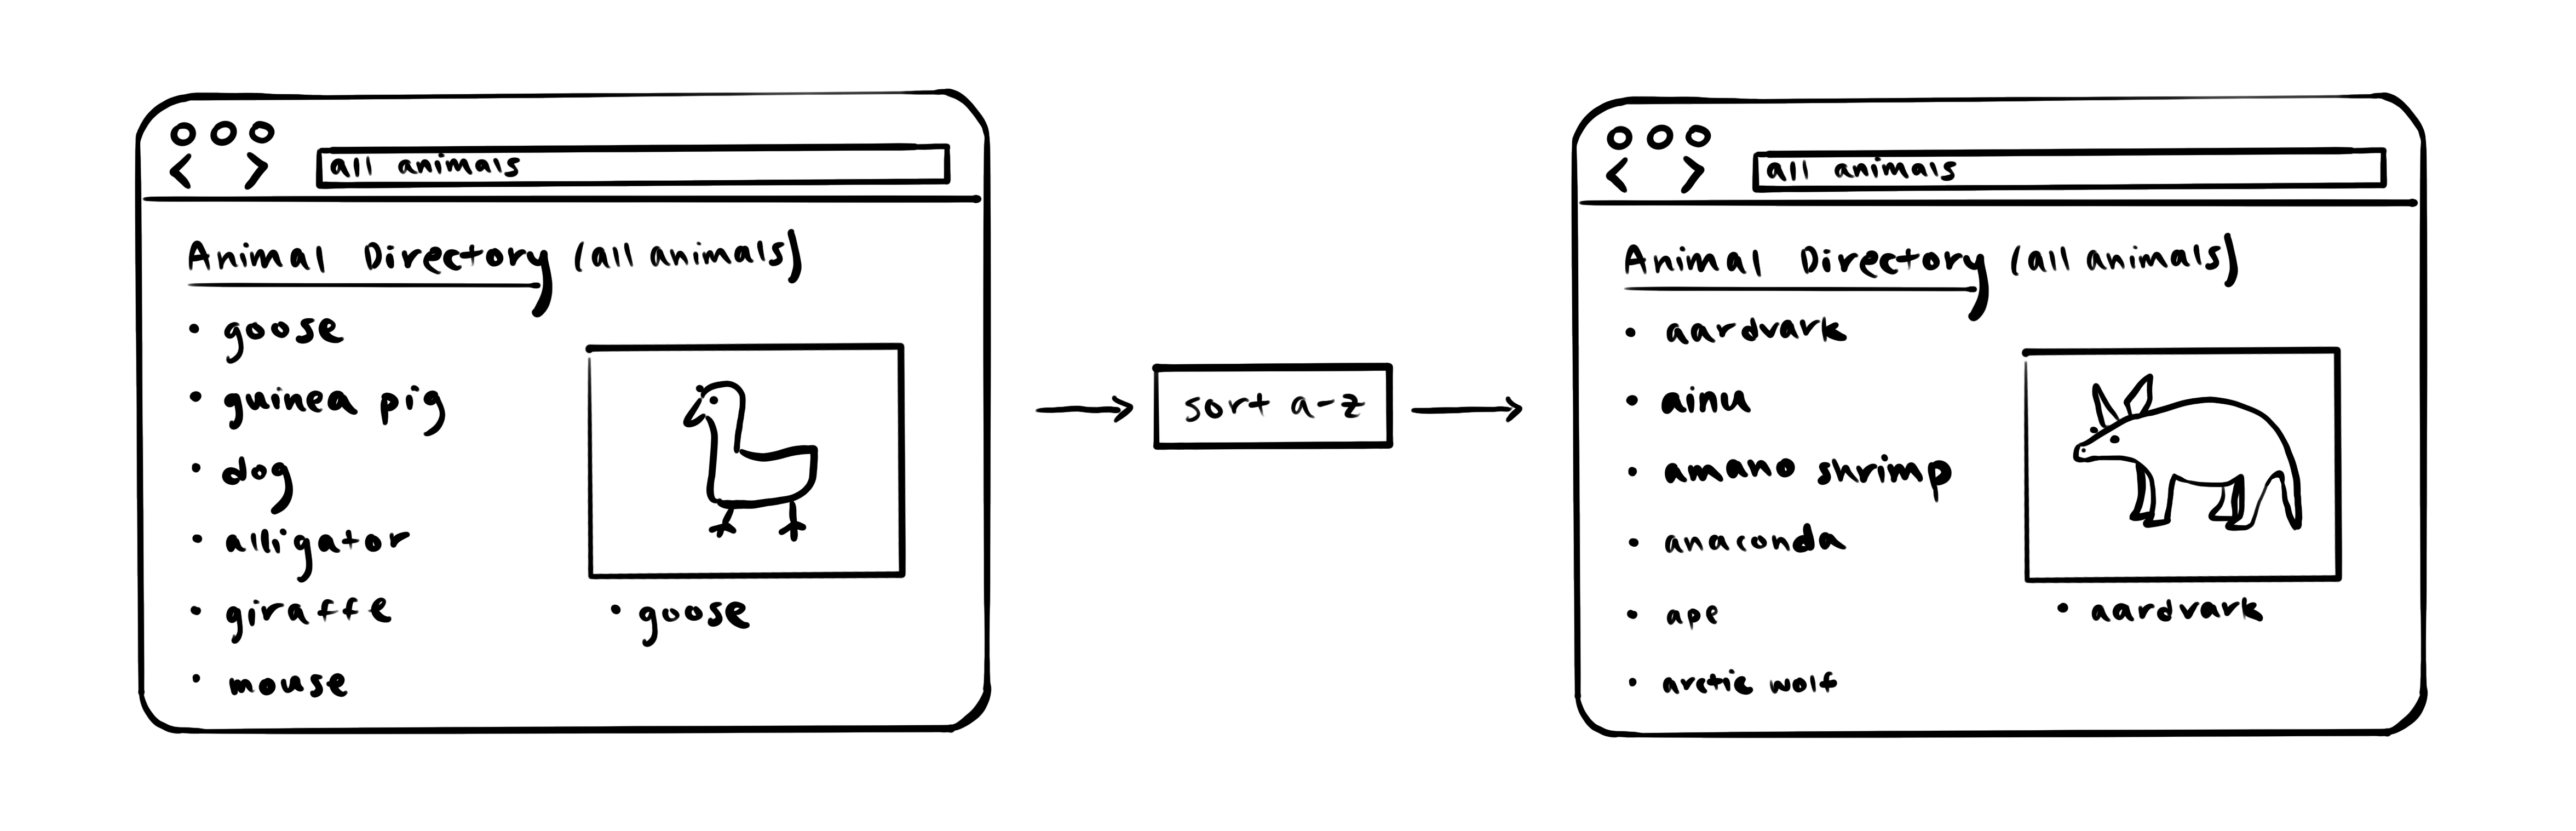 all animals
Animal Directory (all animals)
• goose
• guinea pig
• dog
• alligator
• giraffe
• mouse
• goose
sort a-z
all animals
Animal Directory (all animals)
• aardvark
• ainu
• amano shrimp
• anaconda
• ape
• arctic wolf
• aardvark